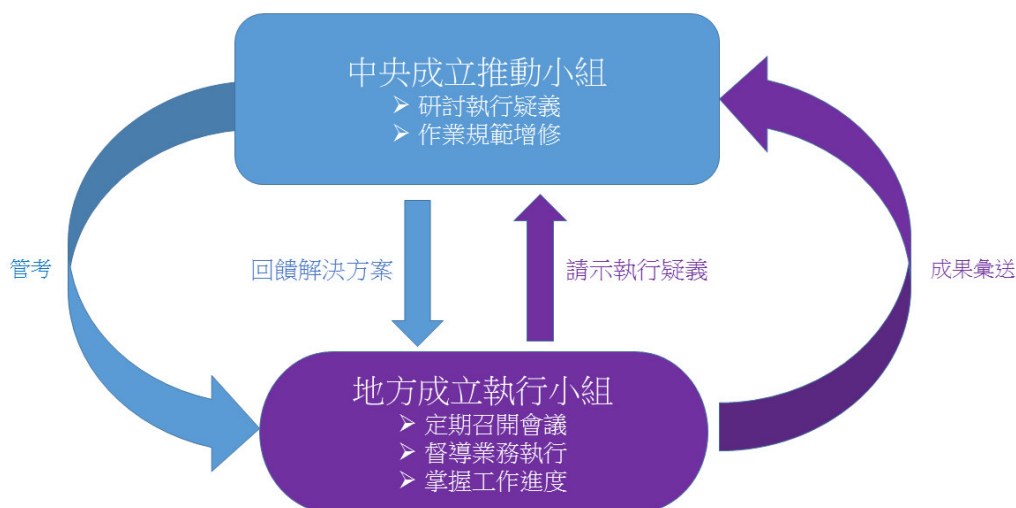 中央成立推動小組
➢ 研討執行疑義
➢ 作業規範增修
管考
回饋解決方案
請示執行疑義
成果彙送
地方成立執行小組
➢ 定期召開會議
➢ 督導業務執行
➢ 掌握工作進度